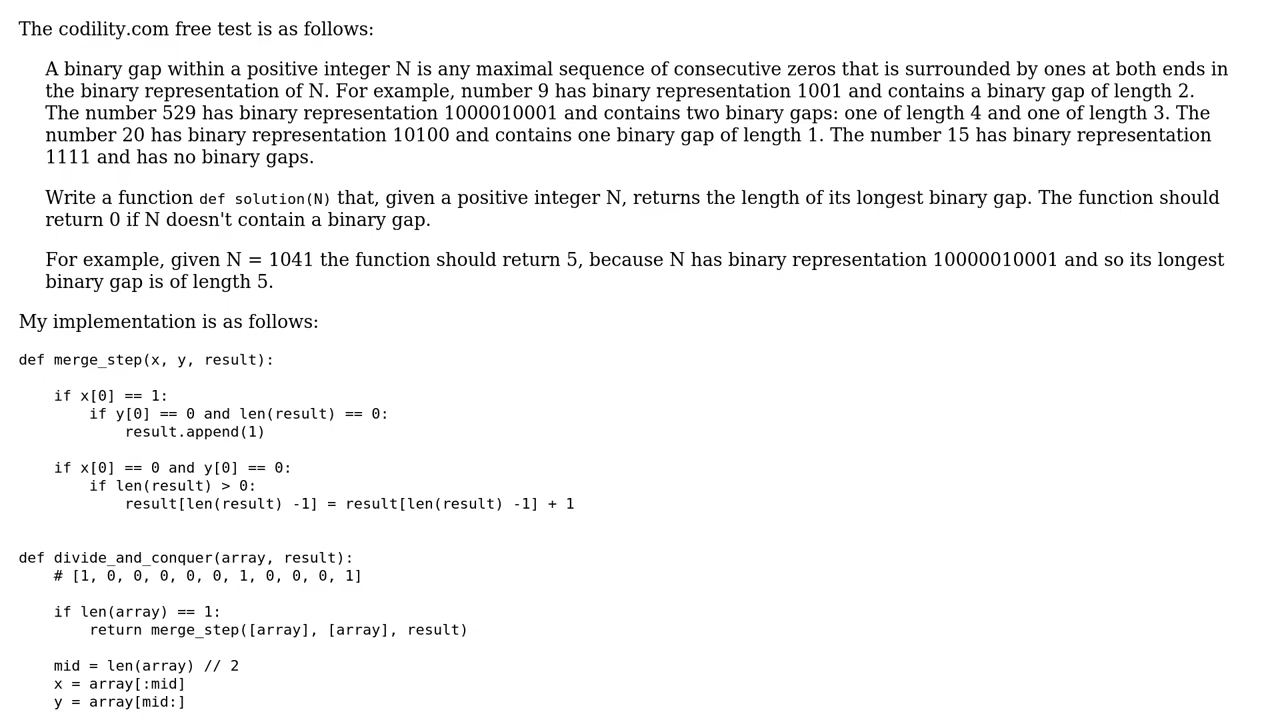 The codility.com free test is as follows:
A binary gap within a positive integer N is any maximal sequence of consecutive zeros that is surrounded by ones at both ends in
the binary representation of N. For example, number 9 has binary representation 1001 and contains a binary gap of length 2.
The number 529 has binary representation 1000010001 and contains two binary gaps: one of length 4 and one of length 3. The
number 20 has binary representation 10100 and contains one binary gap of length 1. The number 15 has binary representation
1111 and has no binary gaps.
Write a function def solution(N) that, given a positive integer N, returns the length of its longest binary gap. The function should
return 0 if N doesn't contain a binary gap.
For example, given N = 1041 the function should return 5, because N has binary representation 10000010001 and so its longest
binary gap is of length 5.
My implementation is as follows:
def merge_step(x, y, result):
    if x[0] == 1:
        if y[0] == 0 and len(result) == 0:
            result.append(1)
    if x[0] == 0 and y[0] == 0:
        if len(result) > 0:
            result[len(result) -1] = result[len(result) -1] + 1
def divide_and_conquer(array, result):
    # [1, 0, 0, 0, 0, 0, 1, 0, 0, 0, 1]
    if len(array) == 1:
        return merge_step([array], [array], result)
    mid = len(array) // 2
    x = array[:mid]
    y = array[mid:]